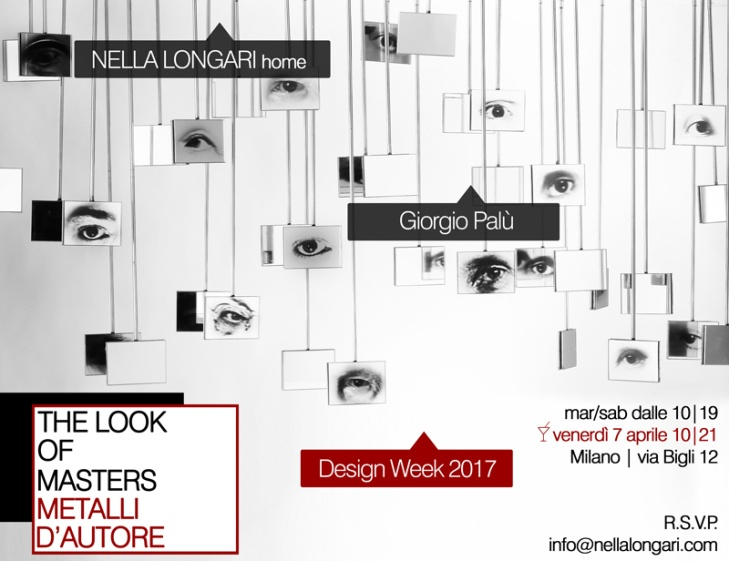 NELLA LONGARI home
Giorgio Palù
Design Week 2017
THE LOOK
OF
MASTERS
METALLI
D'AUTORE
mar/sab dalle 10|19
venerdì 7 aprile 10|21
Milano | via Bigli 12
R.S.V.P.
info@nellalongari.com